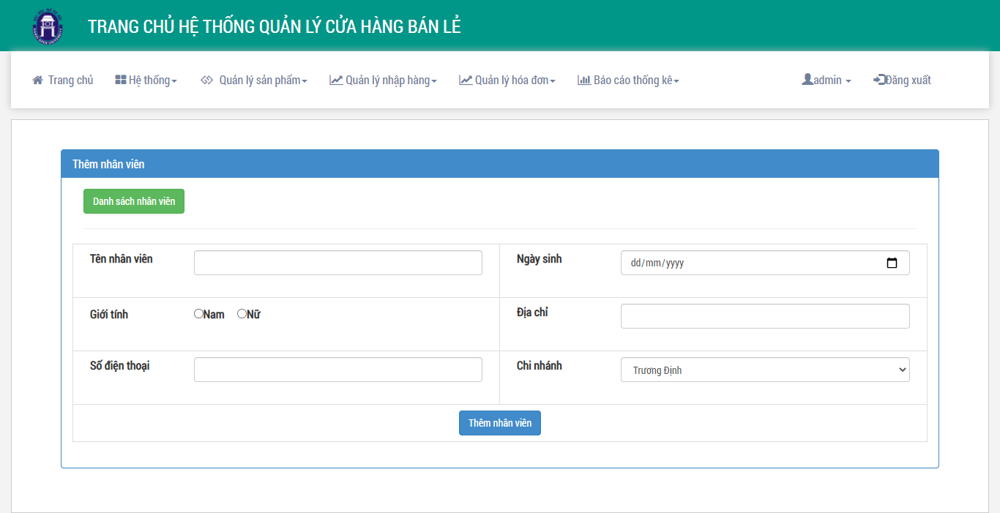 TRANG CHỦ HỆ THỐNG QUẢN LÝ CỬA HÀNG BÁN LẺ
Trang chủ Hệ thống Quản lý sản phẩm Quản lý nhập hàng Quản lý hóa đơn Báo cáo thống kê admin Đăng xuất
Thêm nhân viên
Danh sách nhân viên
Tên nhân viên Ngày sinh dd/mm/yyyy
Giới tính Nam Nữ Địa chỉ
Số điện thoại Chi nhánh Trương Định
Thêm nhân viên